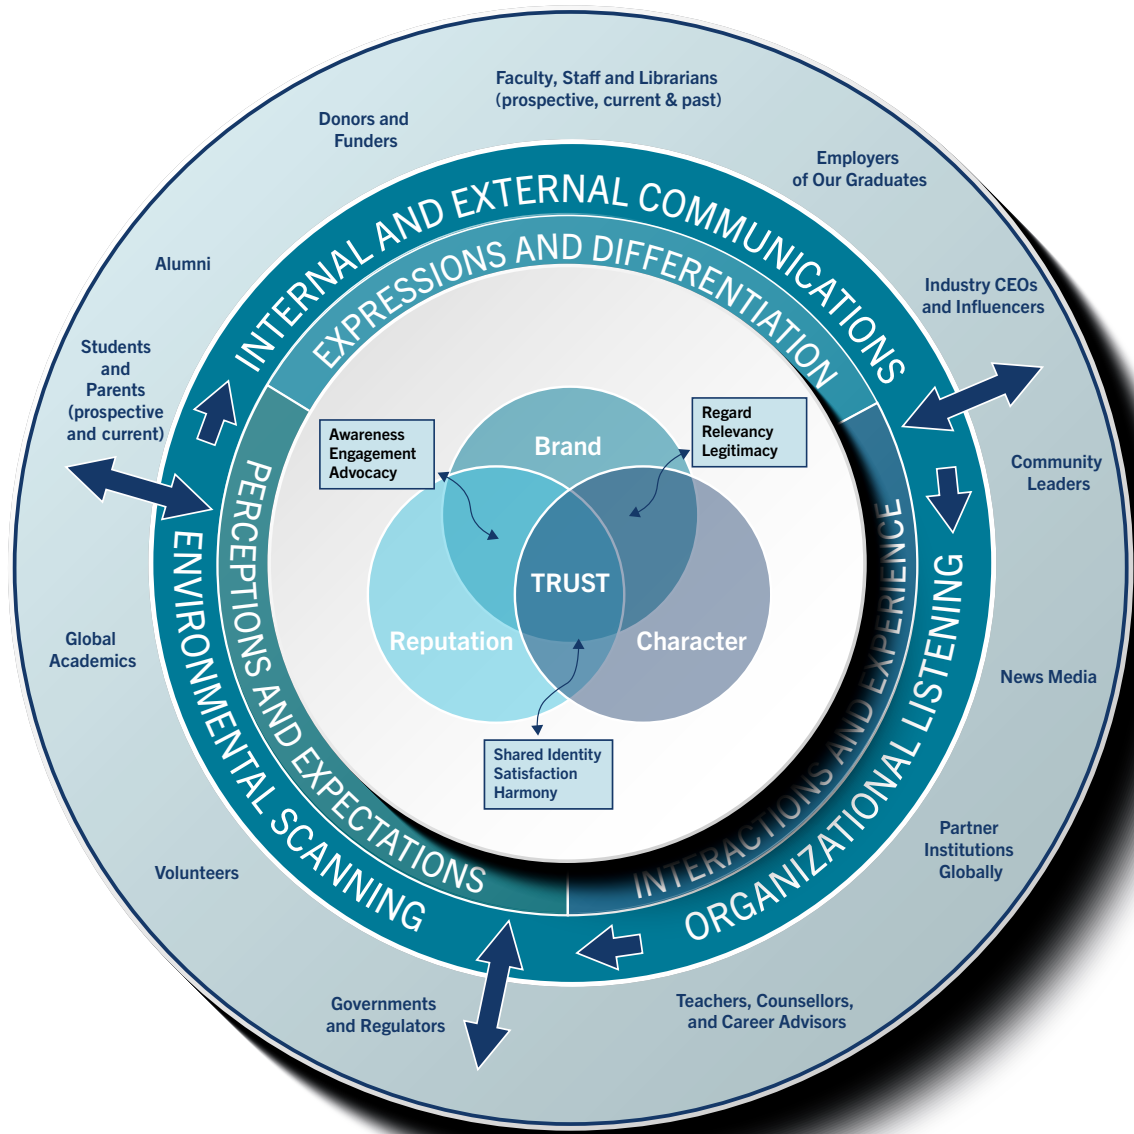 Faculty, Staff and Librarians
(prospective, current & past)
Donors and
Funders
Employers
of Our Graduates
Alumni
Industry CEOs
and Influencers
Students
and
Parents
(prospective
and current)
Community
Leaders
Global
Academics
News Media
Volunteers
Partner
Institutions
Globally
Governments
and Regulators
Teachers, Counsellors,
and Career Advisors
INTERNAL AND EXTERNAL COMMUNICATIONS
ORGANIZATIONAL LISTENING
ENVIRONMENTAL SCANNING
EXPRESSIONS AND DIFFERENTIATION
INTERACTIONS AND EXPERIENCE
PERCEPTIONS AND EXPECTATIONS
Awareness
Engagement
Advocacy
Regard
Relevancy
Legitimacy
Brand
TRUST
Reputation
Character
Shared Identity
Satisfaction
Harmony